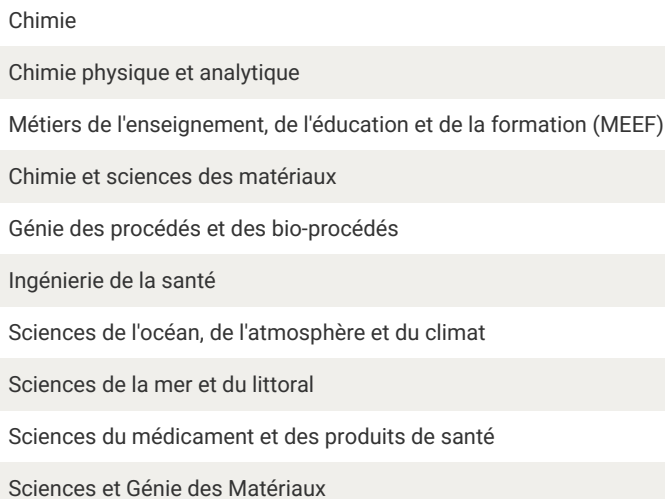 Chimie
Chimie physique et analytique
Métiers de l'enseignement, de l'éducation et de la formation (MEEF)
Chimie et sciences des matériaux
Génie des procédés et des bio-procédés
Ingénierie de la santé
Sciences de l'océan, de l'atmosphère et du climat
Sciences de la mer et du littoral
Sciences du médicament et des produits de santé
Sciences et Génie des Matériaux